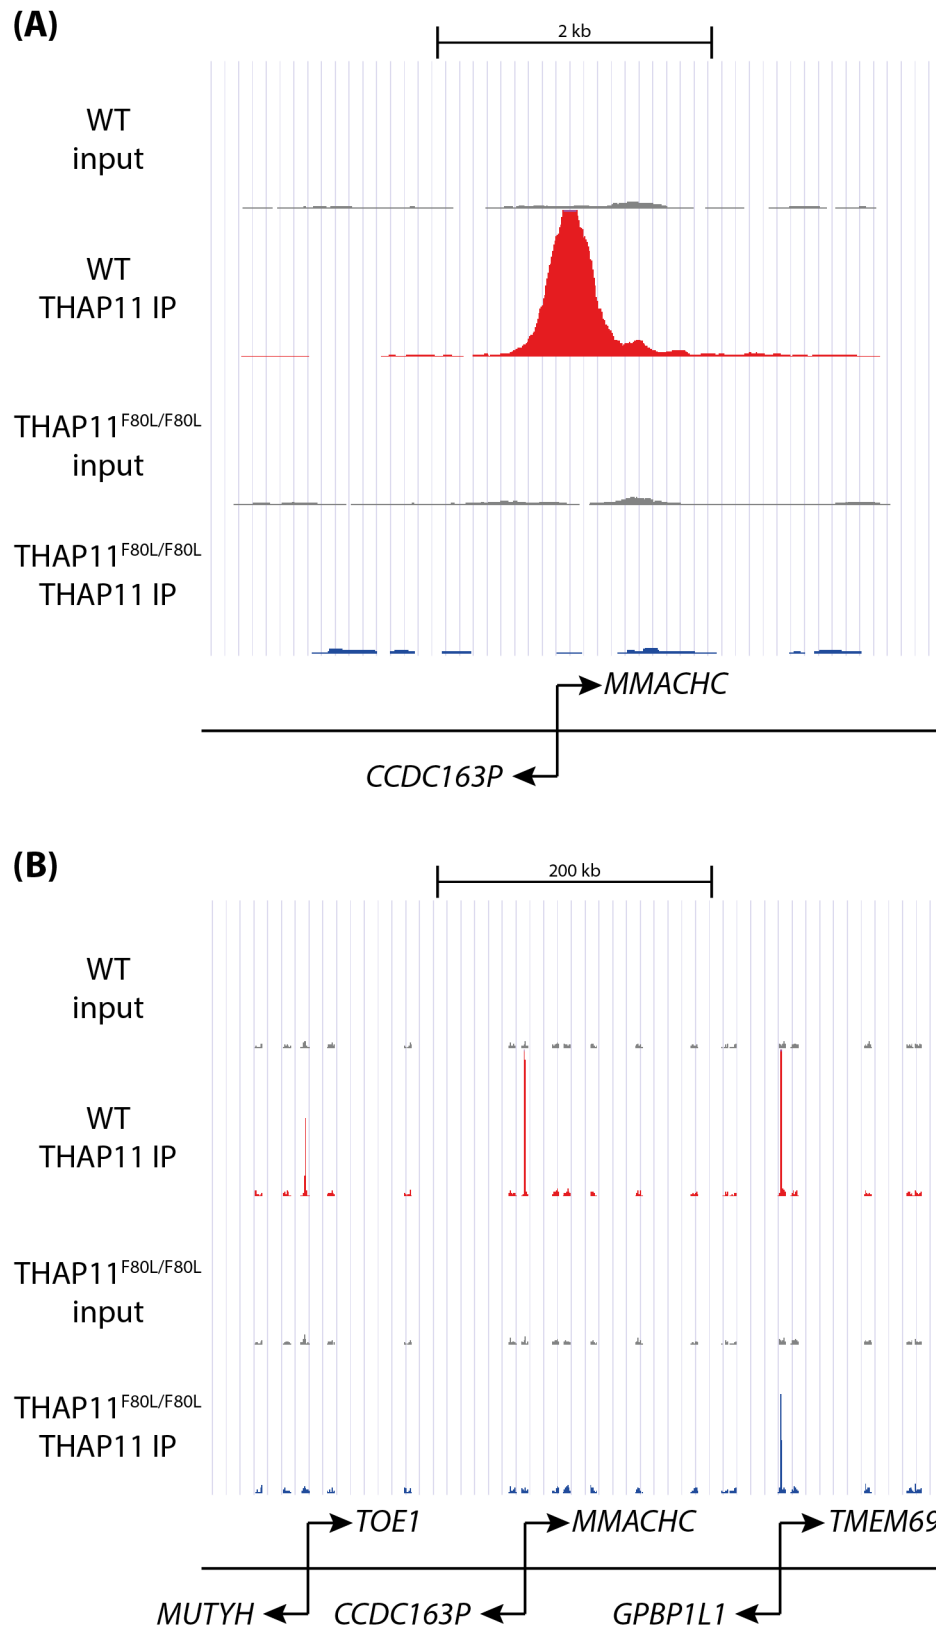 (A)
2 kb
WT
input
WT
THAP11 IP
THAP11F80L/F80L
input
THAP11F80L/F80L
THAP11 IP
MMACHC
CCDC163P
(B)
200 kb
WT
input
WT
THAP11 IP
THAP11F80L/F80L
input
THAP11F80L/F80L
THAP11 IP
TOE1 MMACHC TMEM69
MUTYH CCDC163P GPBP1L1